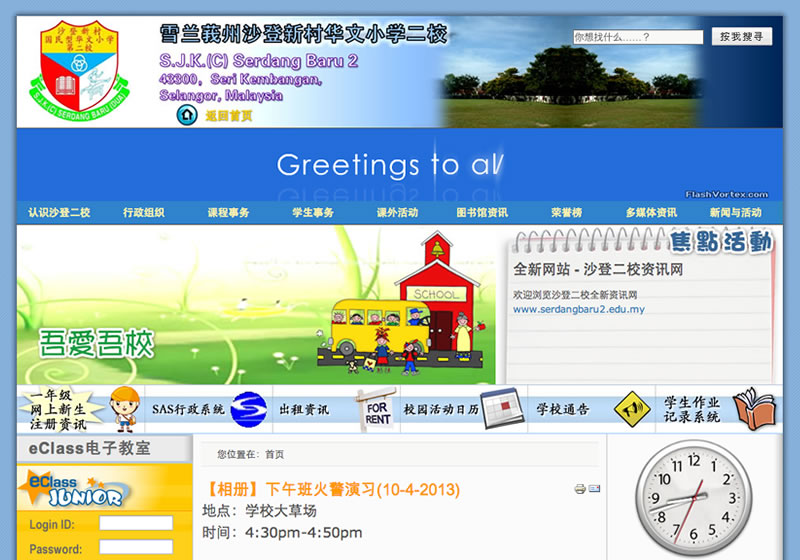 沙登新村
国民型华文小学
第二校
S.J.K.(C) SERDANG BARU (DUA)
雪兰莪州沙登新村华文小学二校
S.J.K.(C) Serdang Baru 2
43300, Seri Kembangan,
Selangor, Malaysia
返回首页
你想找什么……？
按我搜寻
Greetings to al
FlashVortex.com
认识沙登二校 行政组织 课程事务 学生事务 课外活动 图书馆资讯 荣誉榜 多媒体资讯 新闻与活动
吾愛吾校
SCHOOL
焦點活動
全新网站 - 沙登二校资讯网
欢迎浏览沙登二校全新资讯网
www.serdangbaru2.edu.my
一年级
网上新生
注册资讯
SAS行政系统
出租资讯
FOR
RENT
校园活动日历
学校通告
学生作业
记录系统
eClass电子教室
eClass
JUNIOR
Login ID:
Password:
您位置在: 首页
【相册】下午班火警演习(10-4-2013)
地点：学校大草场
时间：4:30pm-4:50pm
12
1
2
3
4
5
6
7
8
9
10
11